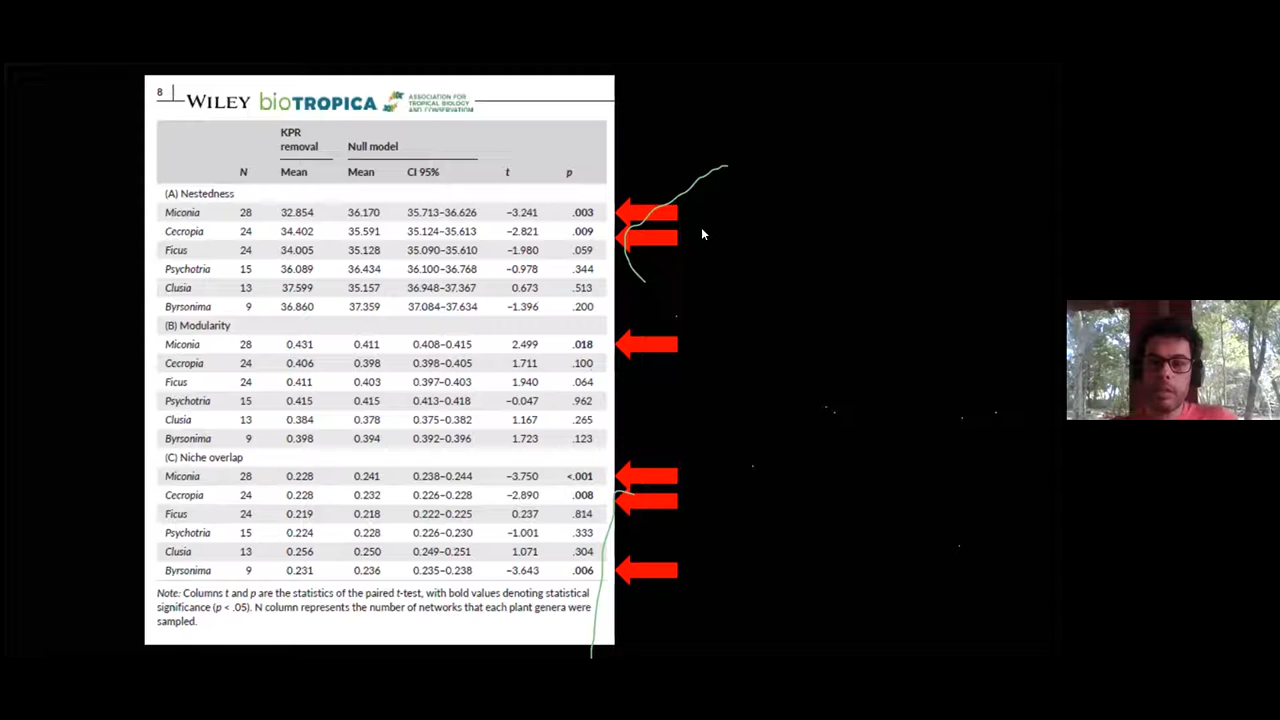 8 WILEY bioTROPICA ASSOCIATION FOR
TROPICAL BIOLOGY
AND CONSERVATION
KPR
removal Null model
N Mean Mean CI 95% t p
(A) Nestedness
Miconia 28 32.854 36.170 35.713–36.626 −3.241 .003
Cecropia 24 34.402 35.591 35.124–35.613 −2.821 .009
Ficus 24 34.005 35.128 35.090–35.610 −1.980 .059
Psychotria 15 36.089 36.434 36.100–36.768 −0.978 .344
Clusia 13 37.599 35.157 36.948–37.367 0.673 .513
Byrsonima 9 36.860 37.359 37.084–37.634 −1.396 .200
(B) Modularity
Miconia 28 0.431 0.411 0.408–0.415 2.499 .018
Cecropia 24 0.406 0.398 0.398–0.405 1.711 .100
Ficus 24 0.411 0.403 0.397–0.403 1.940 .064
Psychotria 15 0.415 0.415 0.413–0.418 −0.047 .962
Clusia 13 0.384 0.378 0.375–0.382 1.167 .265
Byrsonima 9 0.398 0.394 0.392–0.396 1.723 .123
(C) Niche overlap
Miconia 28 0.228 0.241 0.238–0.244 −3.750 <.001
Cecropia 24 0.228 0.232 0.226–0.228 −2.890 .008
Ficus 24 0.219 0.218 0.222–0.225 0.237 .814
Psychotria 15 0.224 0.228 0.226–0.230 −1.001 .333
Clusia 13 0.256 0.250 0.249–0.251 1.071 .304
Byrsonima 9 0.231 0.236 0.235–0.238 −3.643 .006
Note: Columns t and p are the statistics of the paired t-test, with bold values denoting statistical
significance (p < .05). N column represents the number of networks that each plant genera were
sampled.